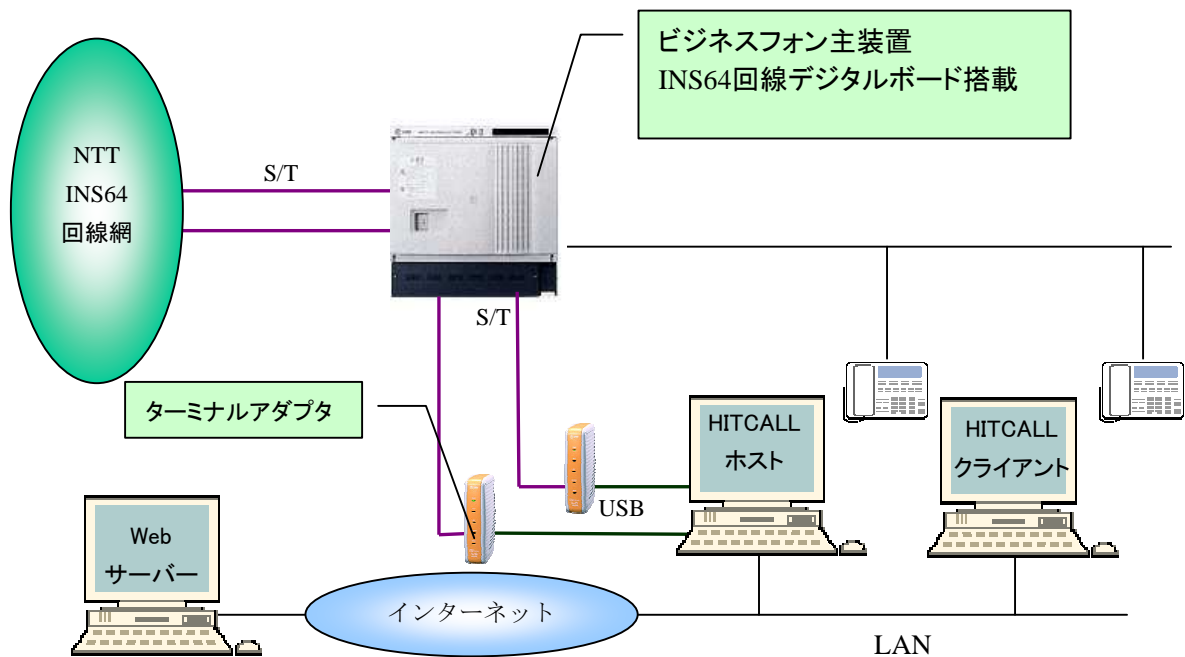 ビジネスフォン主装置
INS64回線デジタルボード搭載
NTT
INS64
回線網
S/T
S/T
ターミナルアダプタ
HITCALL
ホスト
HITCALL
クライアント
USB
Web
サーバー
インターネット
LAN